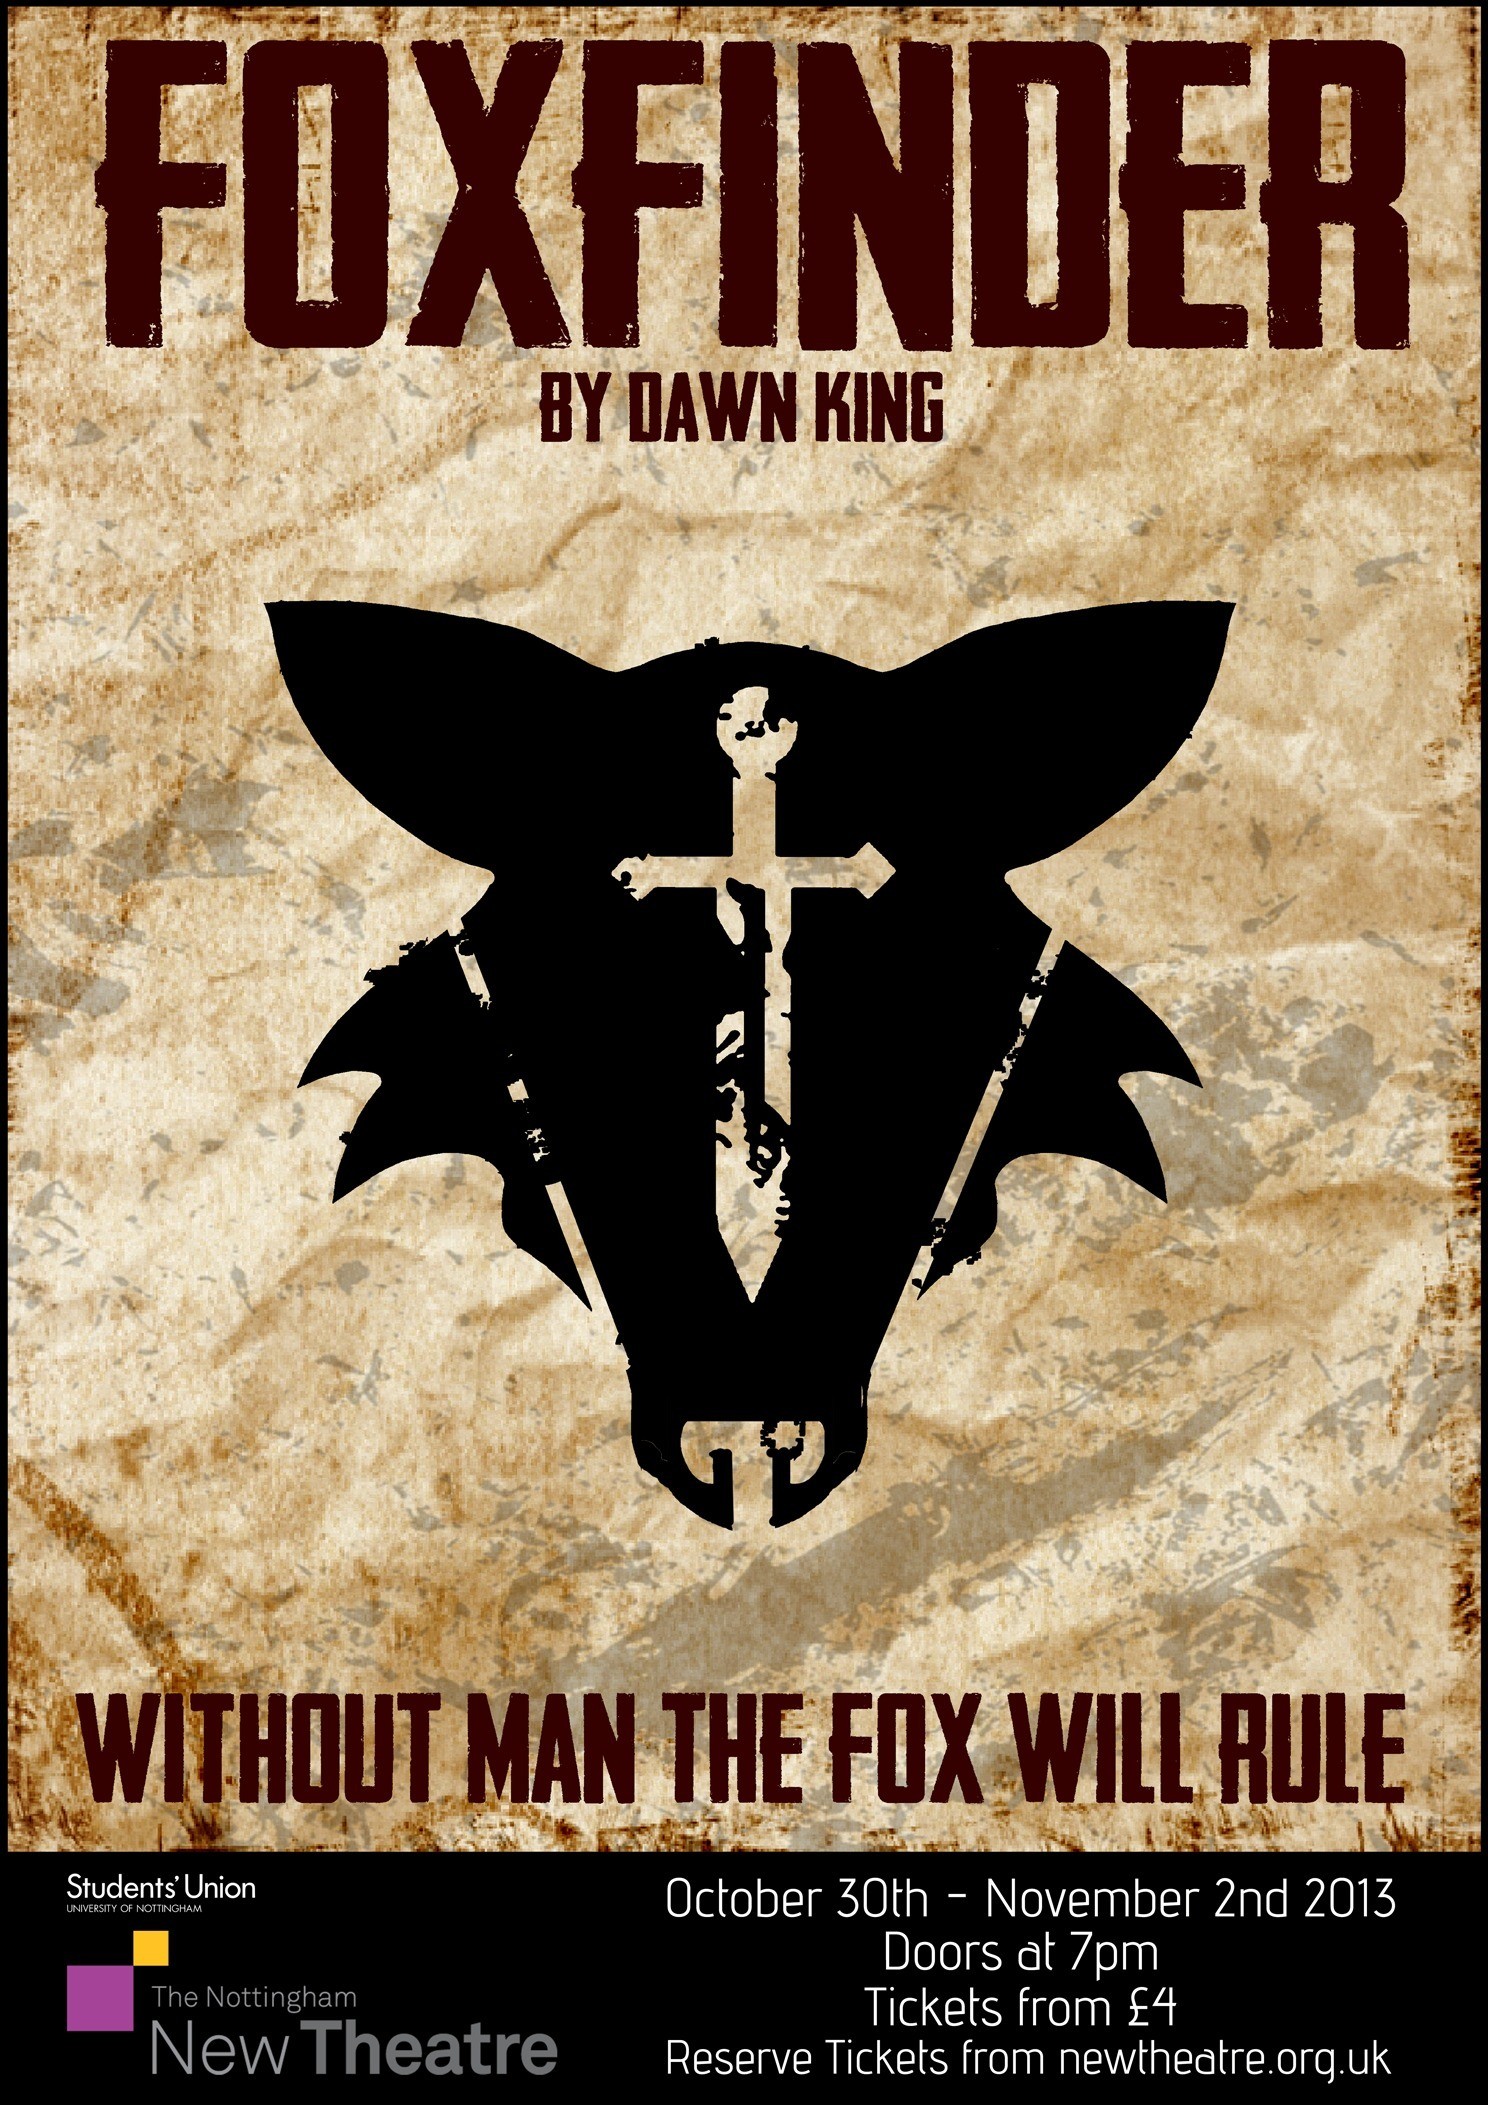 FOXFINDER
BY DAWN KING
WITHOUT MAN THE FOX WILL RULE
Students' Union
UNIVERSITY OF NOTTINGHAM
The Nottingham
New Theatre
October 30th - November 2nd 2013
Doors at 7pm
Tickets from £4
Reserve Tickets from newtheatre.org.uk